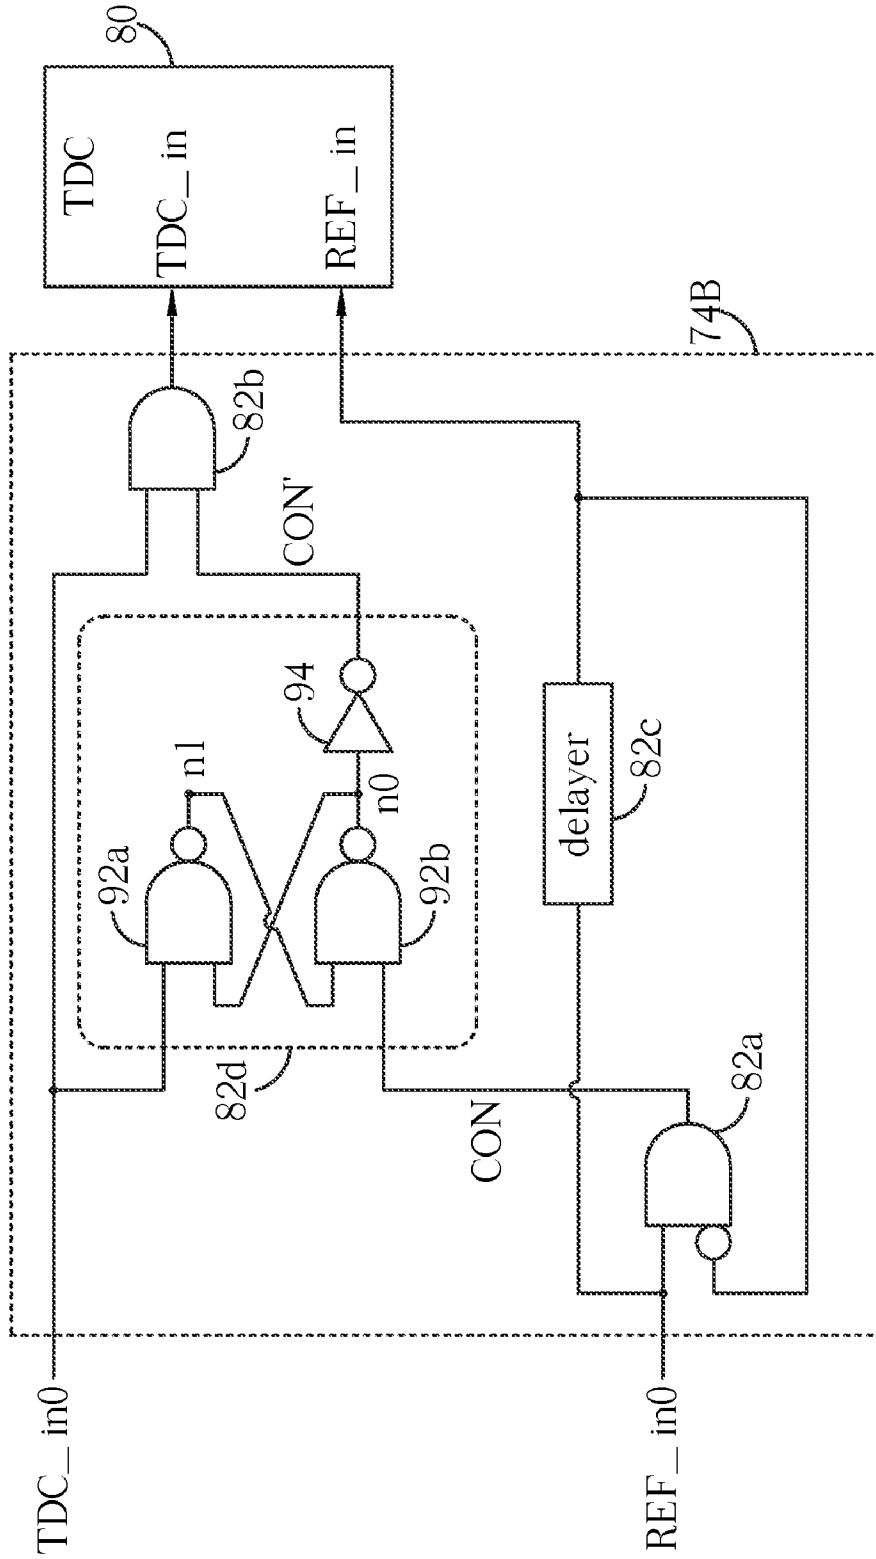 TDC_in0
REF_in0
TDC
TDC_in
REF_in
80
74B
82b
CON'
94
n1
n0
92a
92b
82d
delayer
82c
CON
82a